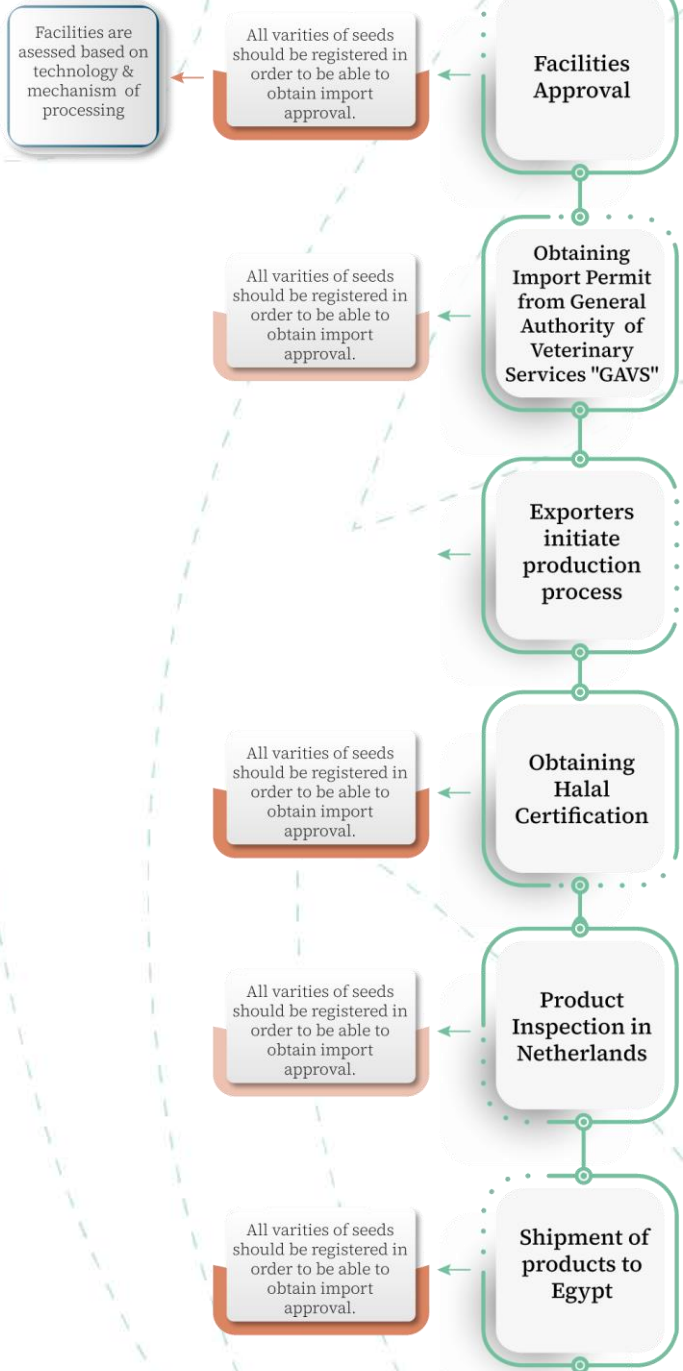 Facilities are
asessed based on
technology &
mechanism of
processing
All varities of seeds
should be registered in
order to be able to
obtain import
approval.
Facilities
Approval
All varities of seeds
should be registered in
order to be able to
obtain import
approval.
Obtaining
Import Permit
from General
Authority of
Veterinary
Services "GAVS"
Exporters
initiate
production
process
All varities of seeds
should be registered in
order to be able to
obtain import
approval.
Obtaining
Halal
Certification
All varities of seeds
should be registered in
order to be able to
obtain import
approval.
Product
Inspection in
Netherlands
All varities of seeds
should be registered in
order to be able to
obtain import
approval.
Shipment of
products to
Egypt